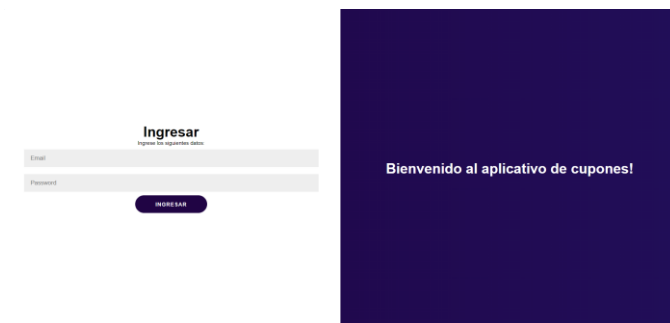 Ingresar
Ingrese los siguientes datos
Email
Password
INGRESAR
Bienvenido al aplicativo de cupones!